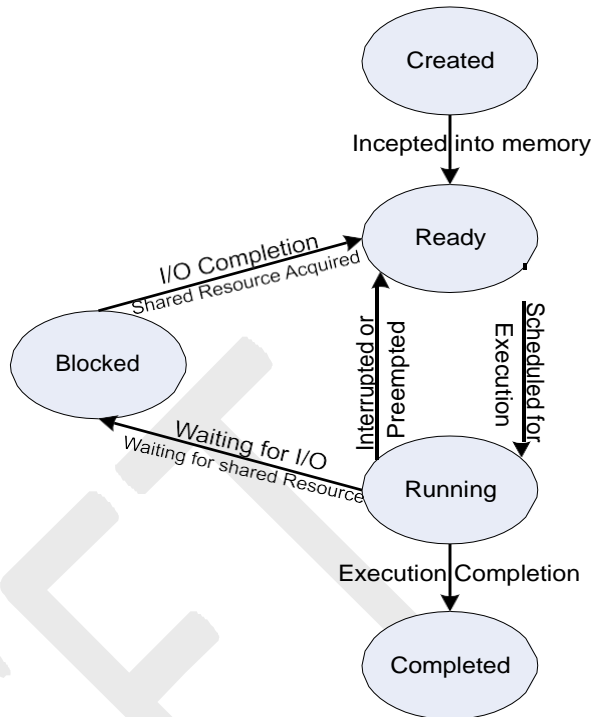 Created
Incepted into memory
Ready
I/O Completion
Shared Resource Acquired
Blocked
Interrupted or
Preempted
Scheduled for
Execution
Waiting for I/O
Waiting for shared Resource
Running
Execution Completion
Completed